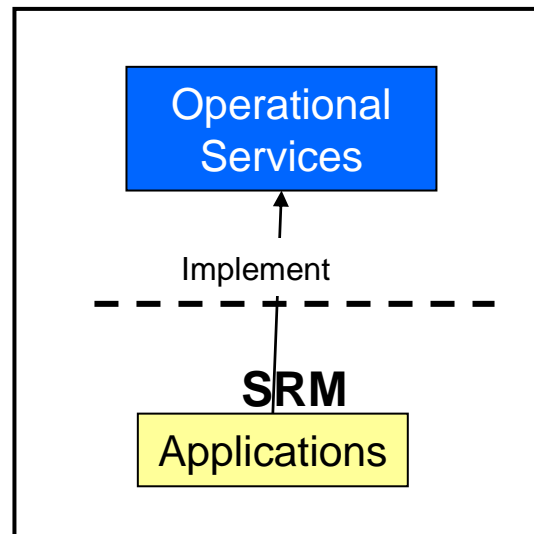 Operational
Services
Implement
SRM
Applications